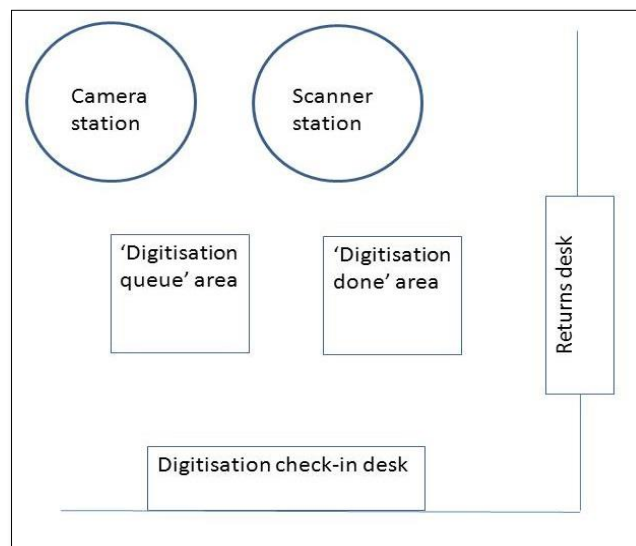 Camera
station
Scanner
station
‘Digitisation
queue’ area
‘Digitisation
done’ area
Returns desk
Digitisation check-in desk